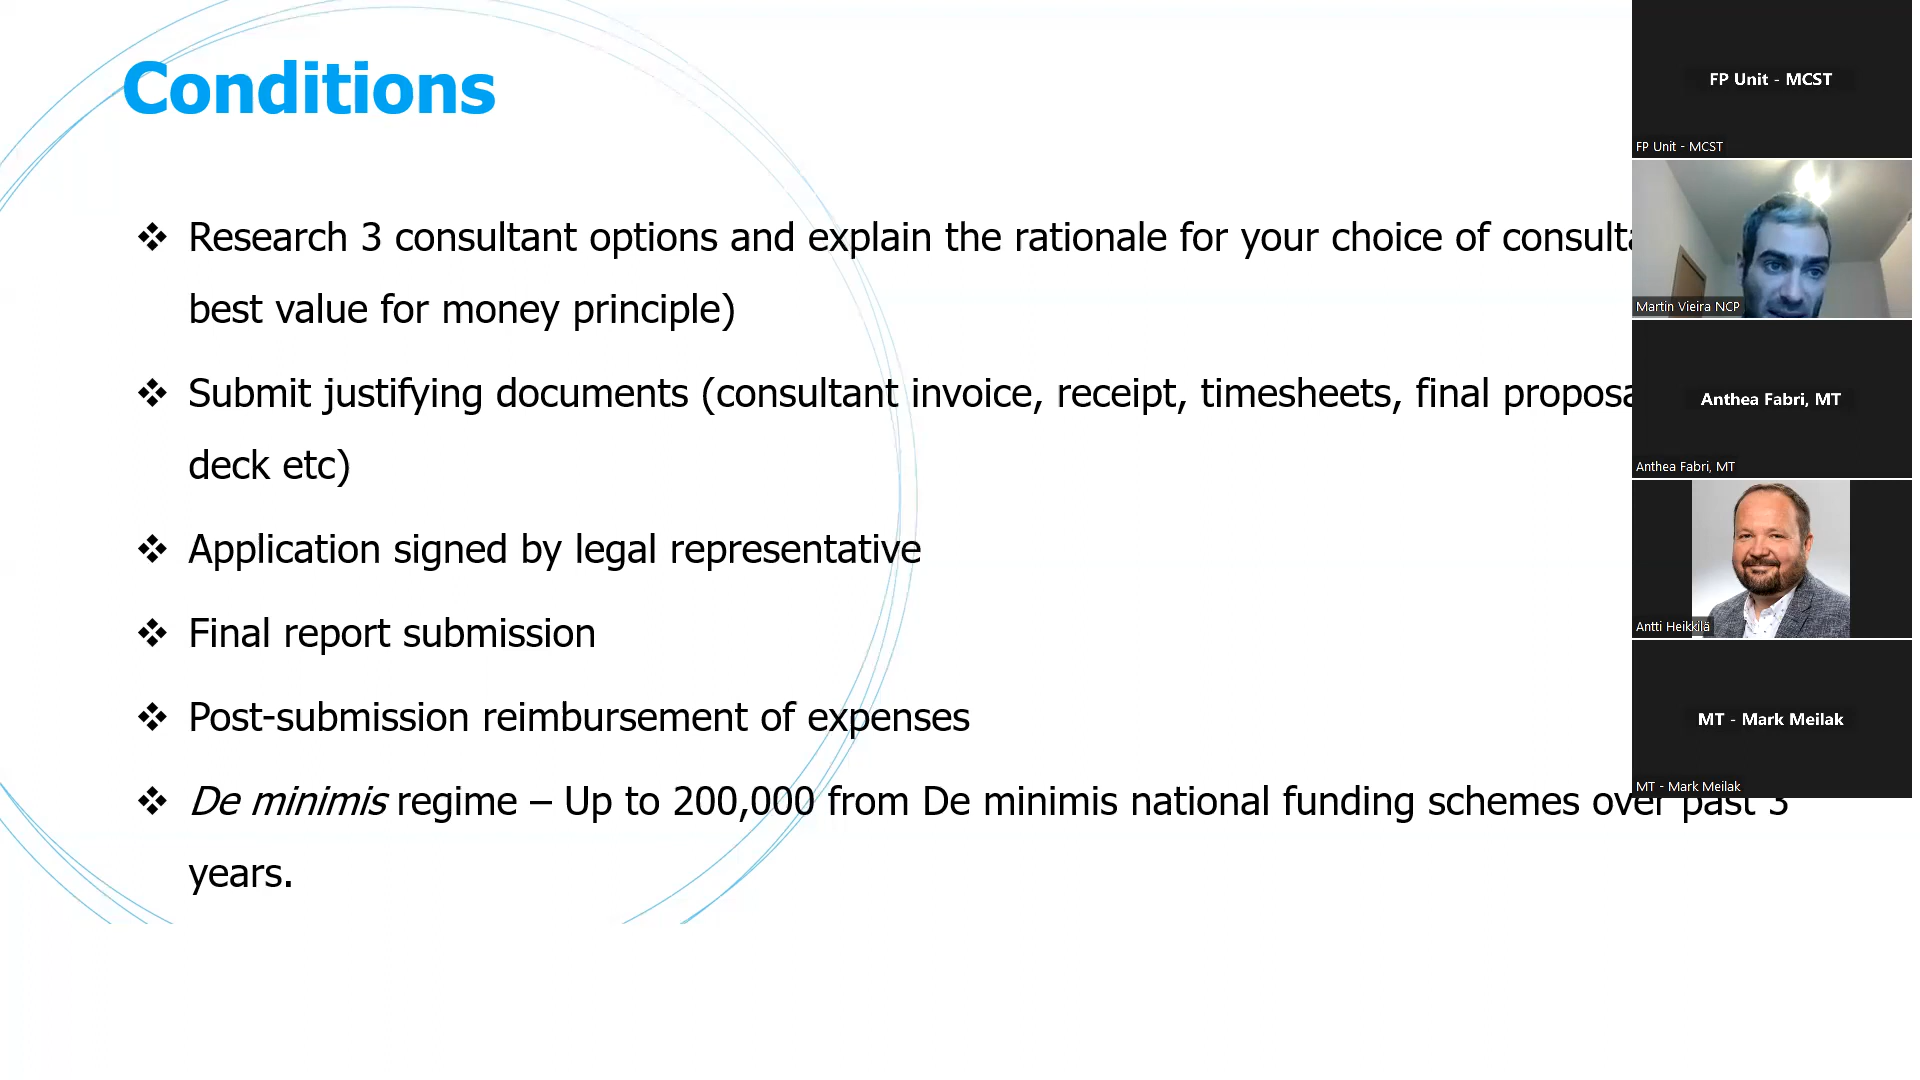 Conditions
❖ Research 3 consultant options and explain the rationale for your choice of
best value for money principle)
❖ Submit justifying documents (consultant invoice, receipt, timesheets, final
deck etc)
❖ Application signed by legal representative
❖ Final report submission
❖ Post-submission reimbursement of expenses
❖ De minimis regime – Up to 200,000 from De minimis national funding schemes over past 3
years.
FP Unit - MCST
FP Unit - MCST
Martin Vieira NCP
Anthea Fabri, MT
Anthea Fabri, MT
Antti Heikkilä
MT - Mark Meilak
MT - Mark Meilak